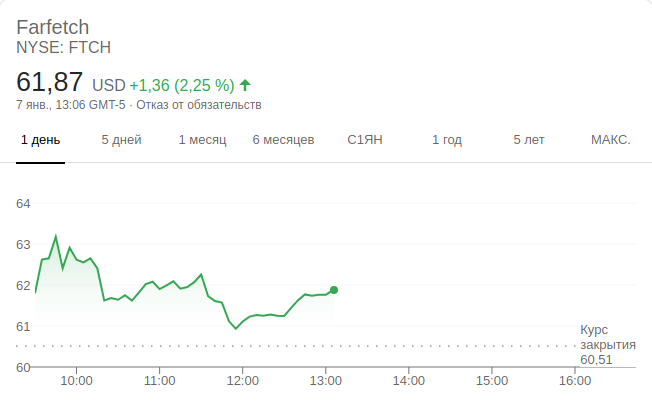 Farfetch
NYSE: FTCH
61,87 USD +1,36 (2,25 %)
7 янв., 13:06 GMT-5 · Отказ от обязательств
1 день 5 дней 1 месяц 6 месяцев С1ЯН 1 год 5 лет МАКС.
64
63
62
61
Курс
закрытия
60,51
60
10:00 11:00 12:00 13:00 14:00 15:00 16:00